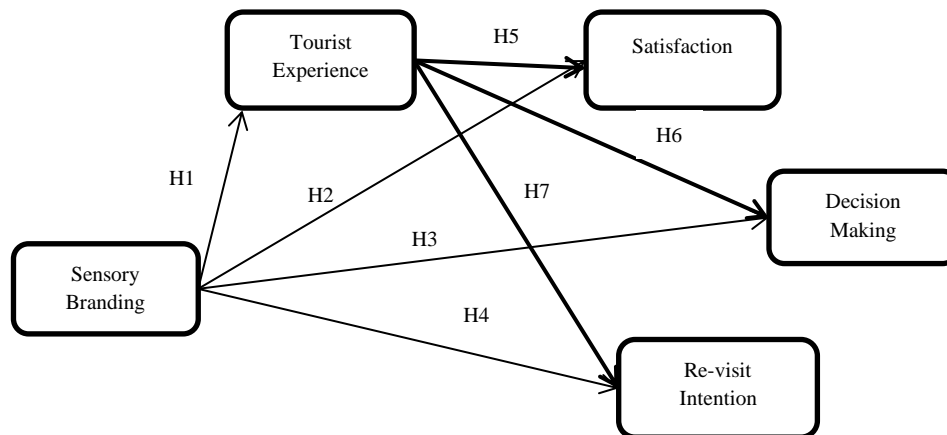 Tourist
Experience
H5
Satisfaction
H6
H1
H2
H7
Decision
Making
H3
Sensory
Branding
H4
Re-visit
Intention